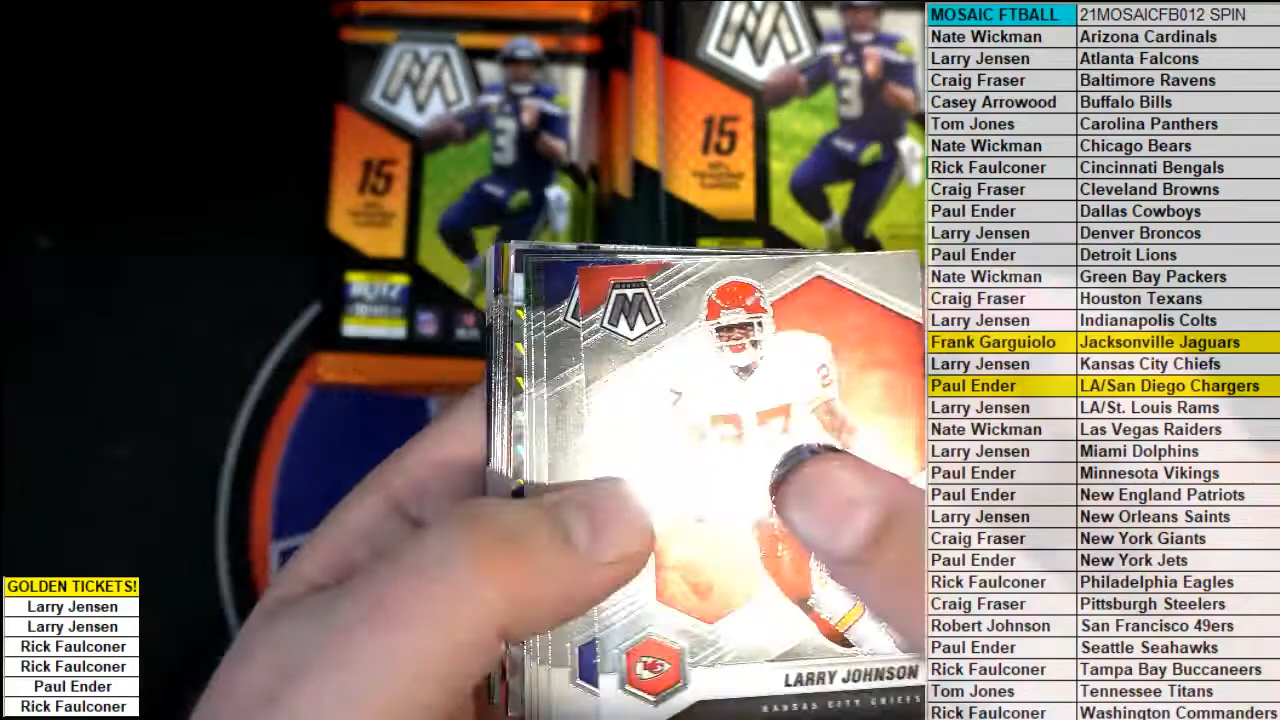 MOSAIC FTBALL 21MOSAICFB012 SPIN
Nate Wickman Arizona Cardinals
Larry Jensen Atlanta Falcons
Craig Fraser Baltimore Ravens
Casey Arrowood Buffalo Bills
Tom Jones Carolina Panthers
Nate Wickman Chicago Bears
Rick Faulconer Cincinnati Bengals
Craig Fraser Cleveland Browns
Paul Ender Dallas Cowboys
Larry Jensen Denver Broncos
Paul Ender Detroit Lions
Nate Wickman Green Bay Packers
Craig Fraser Houston Texans
Larry Jensen Indianapolis Colts
Frank Garguiolo Jacksonville Jaguars
Larry Jensen Kansas City Chiefs
Paul Ender LA/San Diego Chargers
Larry Jensen LA/St. Louis Rams
Nate Wickman Las Vegas Raiders
Larry Jensen Miami Dolphins
Paul Ender Minnesota Vikings
Paul Ender New England Patriots
Larry Jensen New Orleans Saints
Craig Fraser New York Giants
Paul Ender New York Jets
Rick Faulconer Philadelphia Eagles
Craig Fraser Pittsburgh Steelers
Robert Johnson San Francisco 49ers
Paul Ender Seattle Seahawks
Rick Faulconer Tampa Bay Buccaneers
Tom Jones Tennessee Titans
Rick Faulconer Washington Commanders
GOLDEN TICKETS!
Larry Jensen
Larry Jensen
Rick Faulconer
Rick Faulconer
Paul Ender
Rick Faulconer
15
15
3
3
MOSAIC
M
37
LARRY JOHNSON
KANSAS CITY CHIEFS